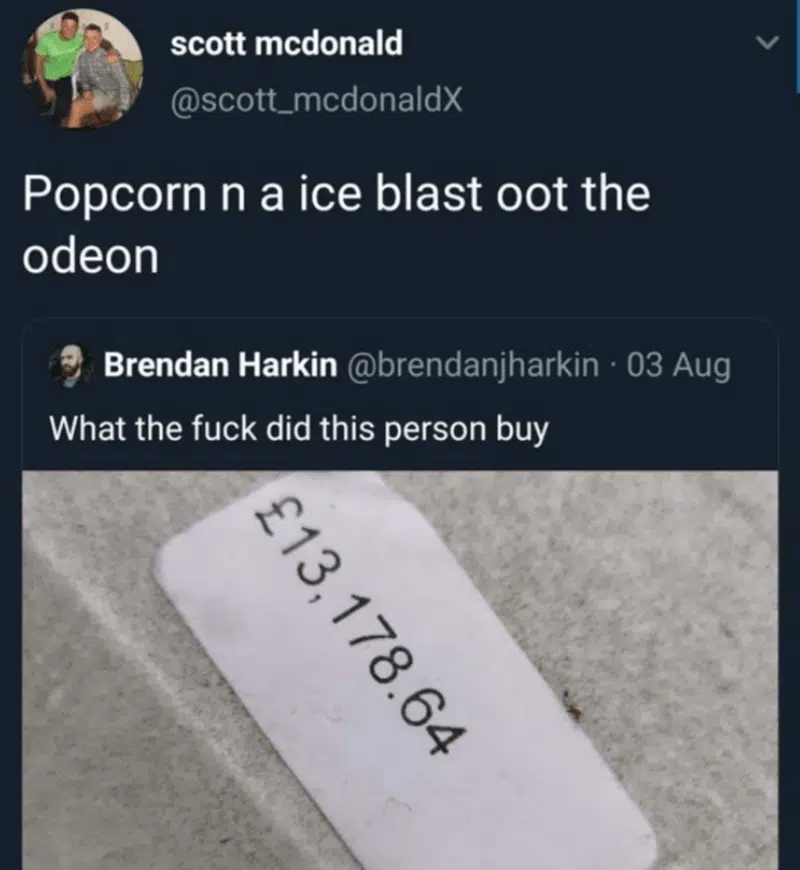 scott mcdonald
@scott_mcdonaldX
Popcorn n a ice blast oot the
odeon
Brendan Harkin @brendanjharkin · 03 Aug
What the fuck did this person buy
£13,178.64